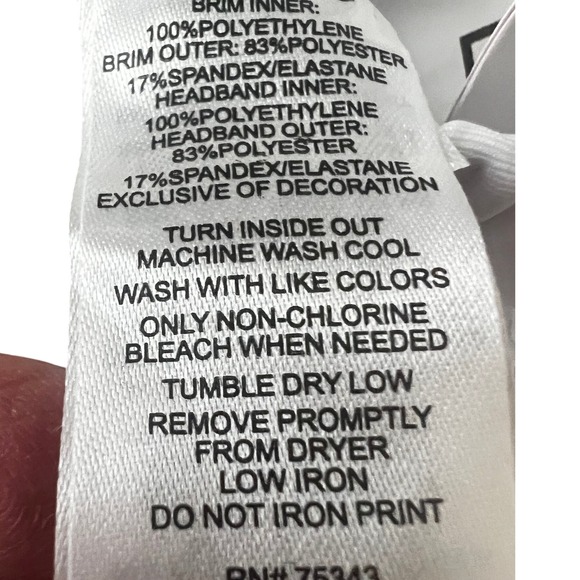 BRIM INNER:
100%POLYETHYLENE
BRIM OUTER: 83%POLYESTER
17%SPANDEX/ELASTANE
HEADBAND INNER:
100%POLYETHYLENE
HEADBAND OUTER:
83%POLYESTER
17%SPANDEX/ELASTANE
EXCLUSIVE OF DECORATION
TURN INSIDE OUT
MACHINE WASH COOL
WASH WITH LIKE COLORS
ONLY NON-CHLORINE
BLEACH WHEN NEEDED
TUMBLE DRY LOW
REMOVE PROMPTLY
FROM DRYER
LOW IRON
DO NOT IRON PRINT
RN# 75343